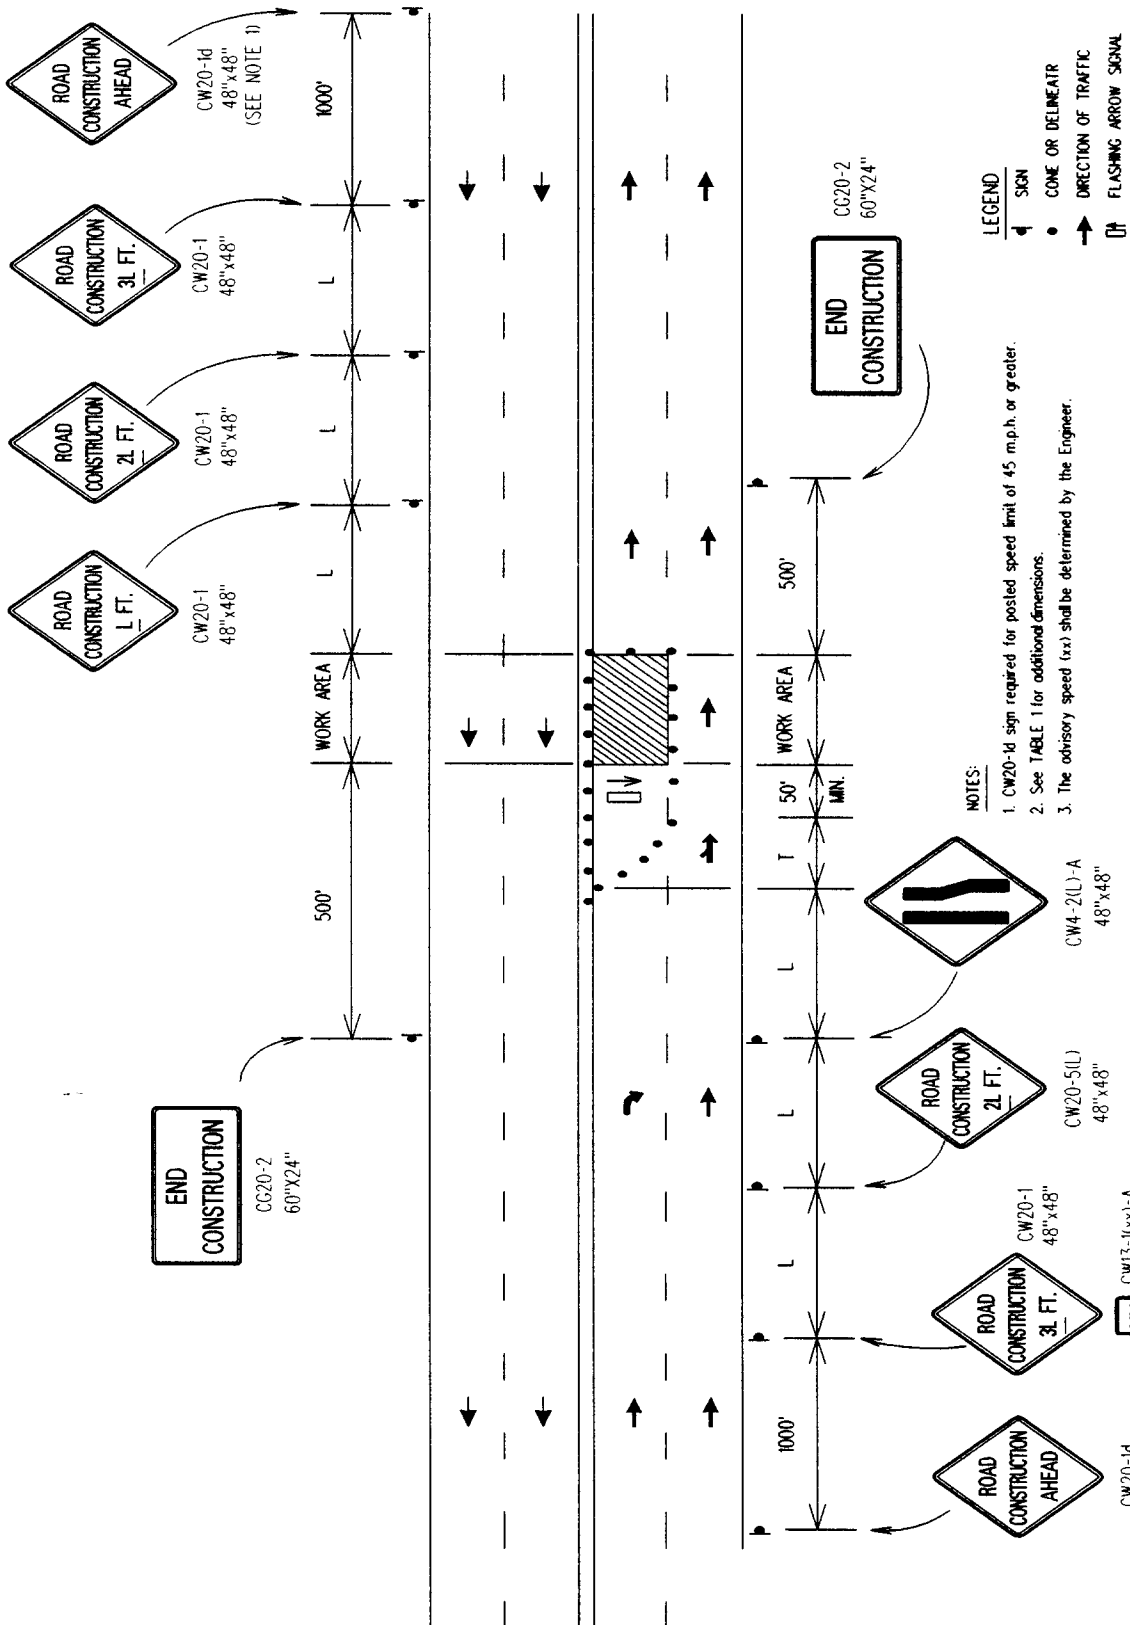 ROAD
CONSTRUCTION
AHEAD
CW20-1d
48"x48"
(SEE NOTE 1)
ROAD
CONSTRUCTION
3L FT.
CW20-1
48"x48"
ROAD
CONSTRUCTION
2L FT.
CW20-1
48"x48"
ROAD
CONSTRUCTION
L FT.
CW20-1
48"x48"
END
CONSTRUCTION
CG20-2
60"X24"
500'
WORK AREA
L
L
L
1000'
1000'
L
L
L
T
50'
MIN.
WORK AREA
500'
END
CONSTRUCTION
CG20-2
60"X24"
ROAD
CONSTRUCTION
AHEAD
CW20-1d
ROAD
CONSTRUCTION
3L FT.
CW20-1
48"x48"
CW13-1(xx)-A
ROAD
CONSTRUCTION
2L FT.
CW20-5(L)
48"x48"
CW4-2(L)-A
48"x48"
NOTES:
1. CW20-1d sign required for posted speed limit of 45 m.p.h. or greater.
2. See TABLE 1 for additional dimensions.
3. The advisory speed (xx) shall be determined by the Engineer.
LEGEND
SIGN
CONE OR DELINEATR
DIRECTION OF TRAFFIC
FLASHING ARROW SIGNAL